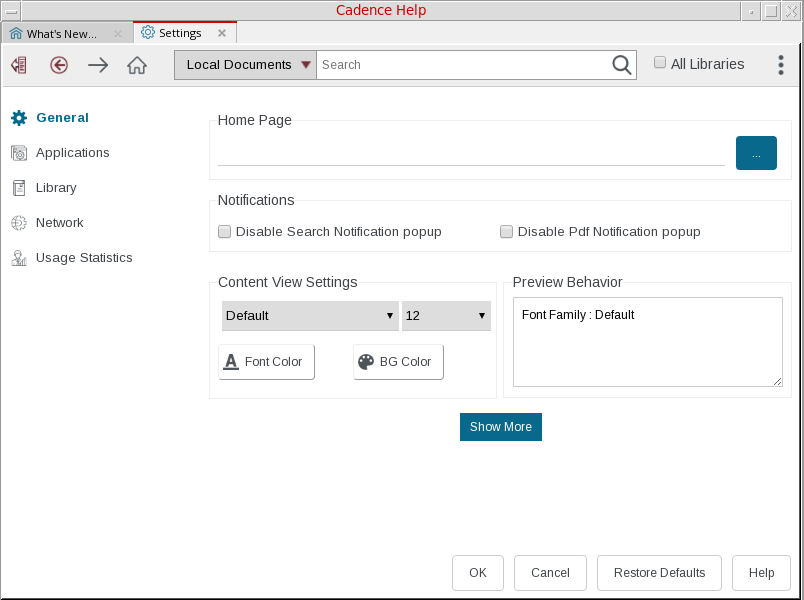 Cadence Help
What's New...
Settings
Local Documents
Search
All Libraries
General
Applications
Library
Network
Usage Statistics
Home Page
...
Notifications
Disable Search Notification popup
Disable Pdf Notification popup
Content View Settings
Default
12
Font Color
BG Color
Preview Behavior
Font Family : Default
Show More
OK
Cancel
Restore Defaults
Help